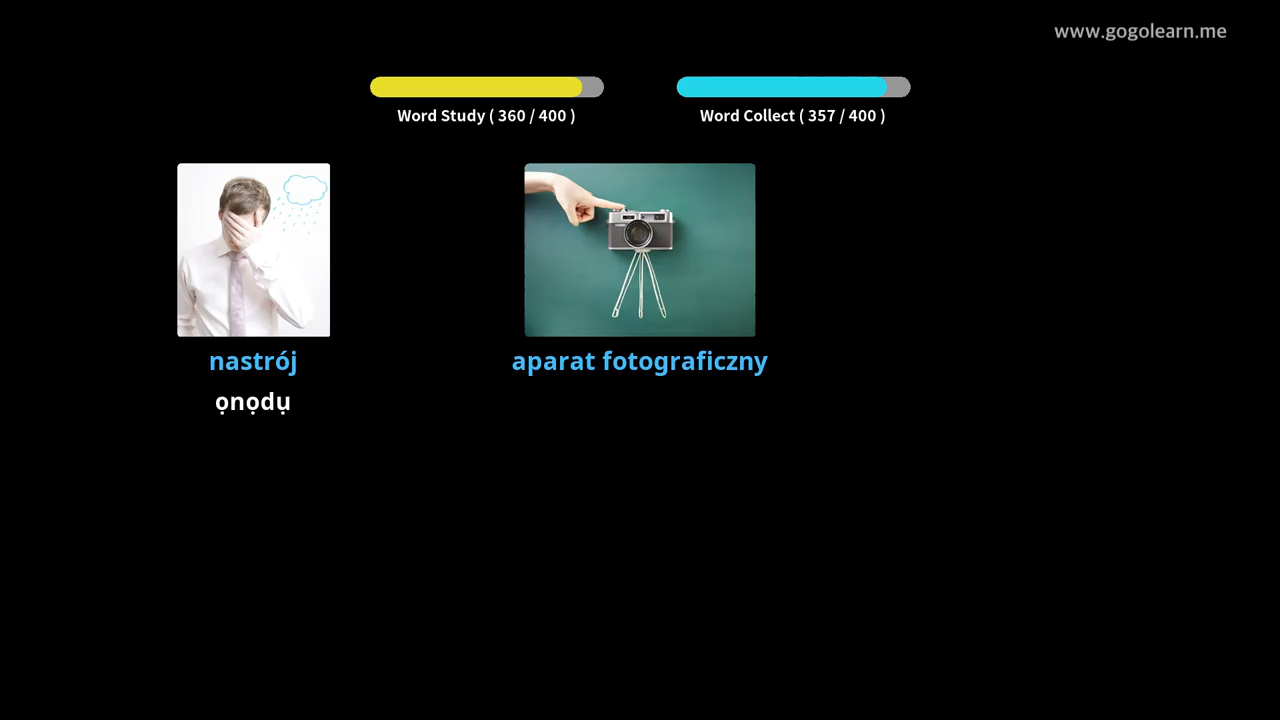 www.gogolearn.me
Word Study ( 360 / 400 )
Word Collect ( 357 / 400 )
nastrój
aparat fotograficzny
ọnọdụ